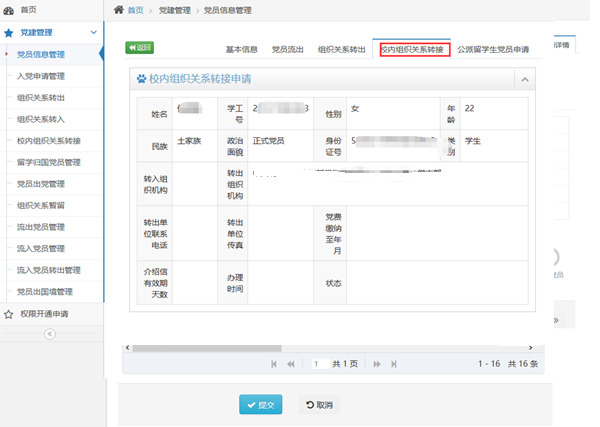 首页
首页 > 党建管理 > 党员信息管理
党建管理
党员信息管理
入党申请管理
组织关系转出
组织关系转入
校内组织关系转接
留学归国党员管理
党员出党管理
组织关系暂留
流出党员管理
流入党员管理
流入党员转出管理
党员出国境管理
权限开通申请
返回
基本信息 党员流出 组织关系转出 校内组织关系转接 公派留学生党员申请
详情
校内组织关系转接申请
姓名 学工号 2 3 性别 女 年龄 22
民族 土家族 政治面貌 正式党员 身份证号 5 类别 学生
转入组织机构 转出组织机构
转出单位联系电话 转出单位传真 党费缴纳至年月
介绍信有效期天数 办理时间 状态
员
1 共 1 页
1 - 16 共 16 条
提交 取消